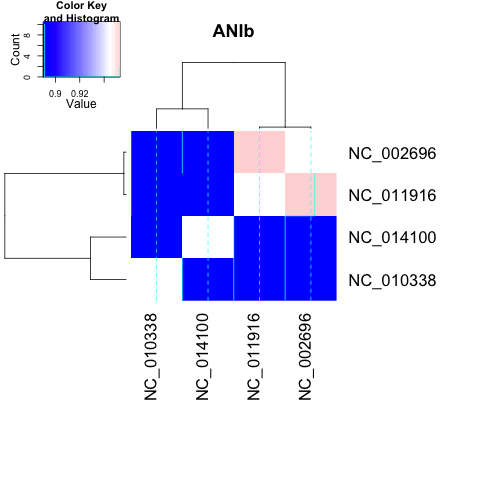 Color Key
and Histogram
Count
0 4 8
0.9 0.92
Value
ANIb
NC_002696
NC_011916
NC_014100
NC_010338
NC_010338
NC_014100
NC_011916
NC_002696